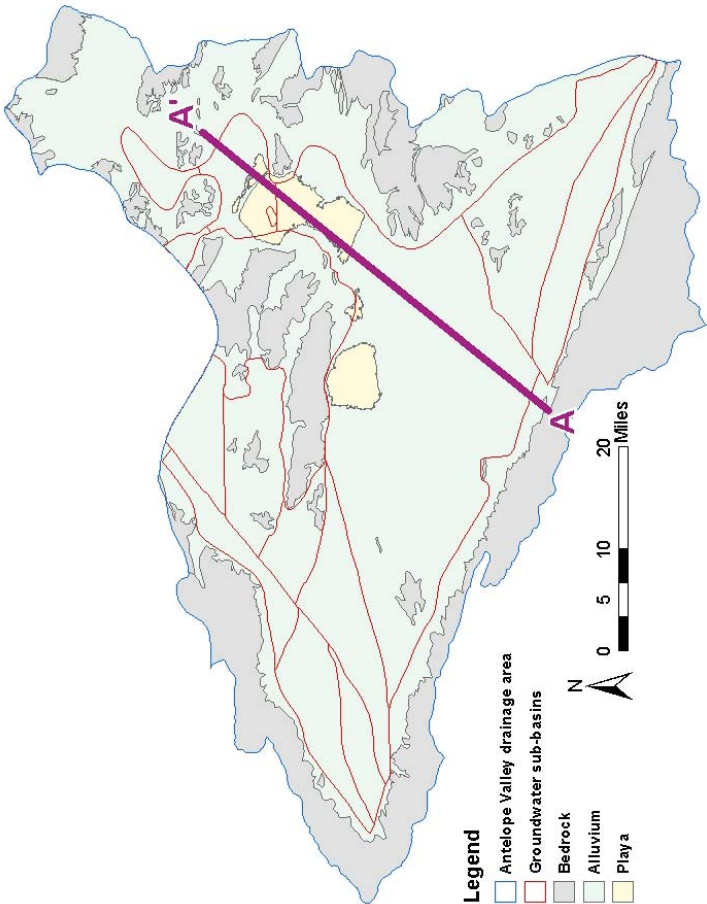 A'
A
N
0 5 10 20
Miles
Legend
Antelope Valley drainage area
Groundwater sub-basins
Bedrock
Alluvium
Playa